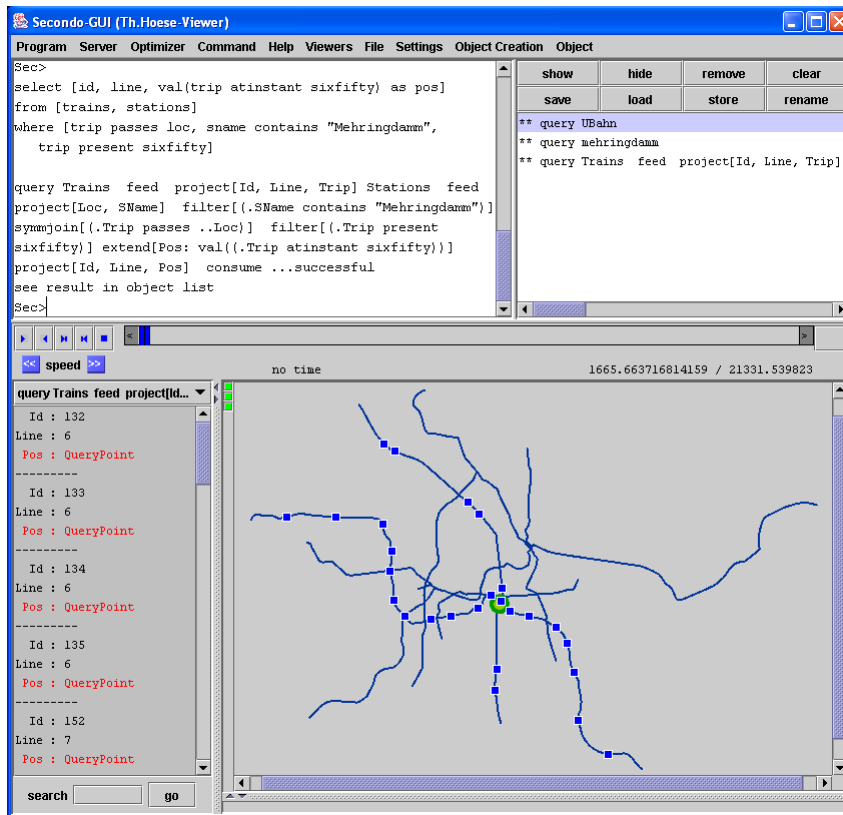 Secondo-GUI (Th.Hoese-Viewer)
Program Server Optimizer Command Help Viewers File Settings Object Creation Object
Sec>
select [id, line, val(trip atinstant sixfifty) as pos]
from [trains, stations]
where [trip passes loc, sname contains "Mehringdamm",
trip present sixfifty]
query Trains feed project[Id, Line, Trip] Stations feed
project[Loc, SName] filter[(.SName contains "Mehringdamm")]
symmjoin[(.Trip passes ..Loc)] filter[(.Trip present
sixfifty)] extend[Pos: val((.Trip atinstant sixfifty))]
project[Id, Line, Pos] consume ...successful
see result in object list
Sec>
show hide remove clear
save load store rename
** query UBahn
** query mehringdamm
** query Trains feed project[Id, Line, Trip]
<< speed >>
no time
1665.663716814159 / 21331.539823
query Trains feed project[Id...
Id : 132
Line : 6
Pos : QueryPoint
---------
Id : 133
Line : 6
Pos : QueryPoint
---------
Id : 134
Line : 6
Pos : QueryPoint
---------
Id : 135
Line : 6
Pos : QueryPoint
---------
Id : 152
Line : 7
Pos : QueryPoint
search go